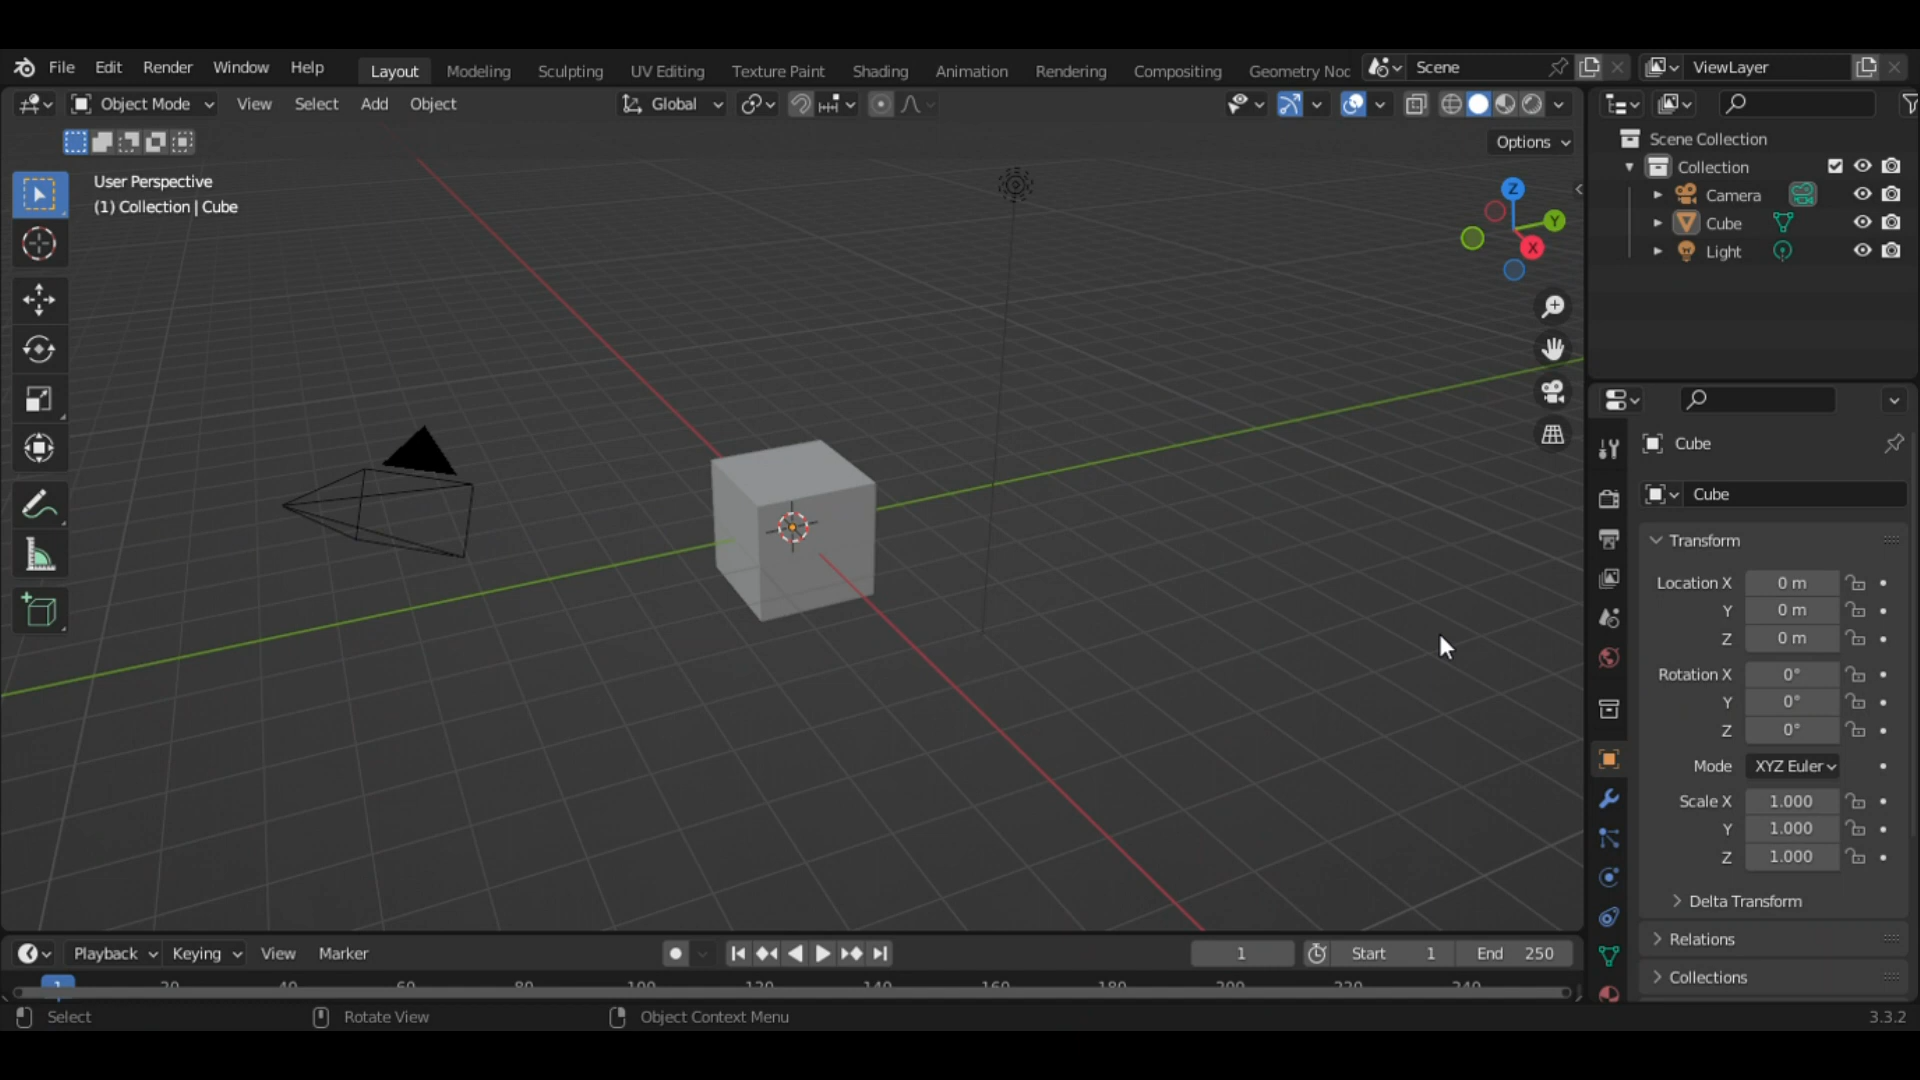 File Edit Render Window Help Layout Modeling Sculpting UV Editing Texture Paint Shading Animation Rendering Compositing Geometry Noc Scene ViewLayer
Object Mode View Select Add Object Global
Options
User Perspective
(1) Collection | Cube
Z
Y
X
Scene Collection
Collection
Camera
Cube
Light
Cube
Cube
Transform
Location X 0 m
Y 0 m
Z 0 m
Rotation X 0°
Y 0°
Z 0°
Mode XYZ Euler
Scale X 1.000
Y 1.000
Z 1.000
Delta Transform
Relations
Collections
Playback Keying View Marker 1 Start 1 End 250
1 20 40 60 80 100 120 140 160 180 200 220 240
Select Rotate View Object Context Menu 3.3.2